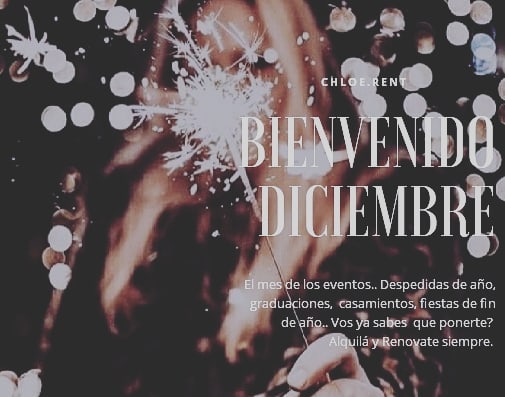 CHLOE.RENT
BIENVENIDO
DICIEMBRE
El mes de los eventos.. Despedidas de año,
graduaciones, casamientos, fiestas de fin
de año.. Vos ya sabes que ponerte?
Alquilá y Renovate siempre.